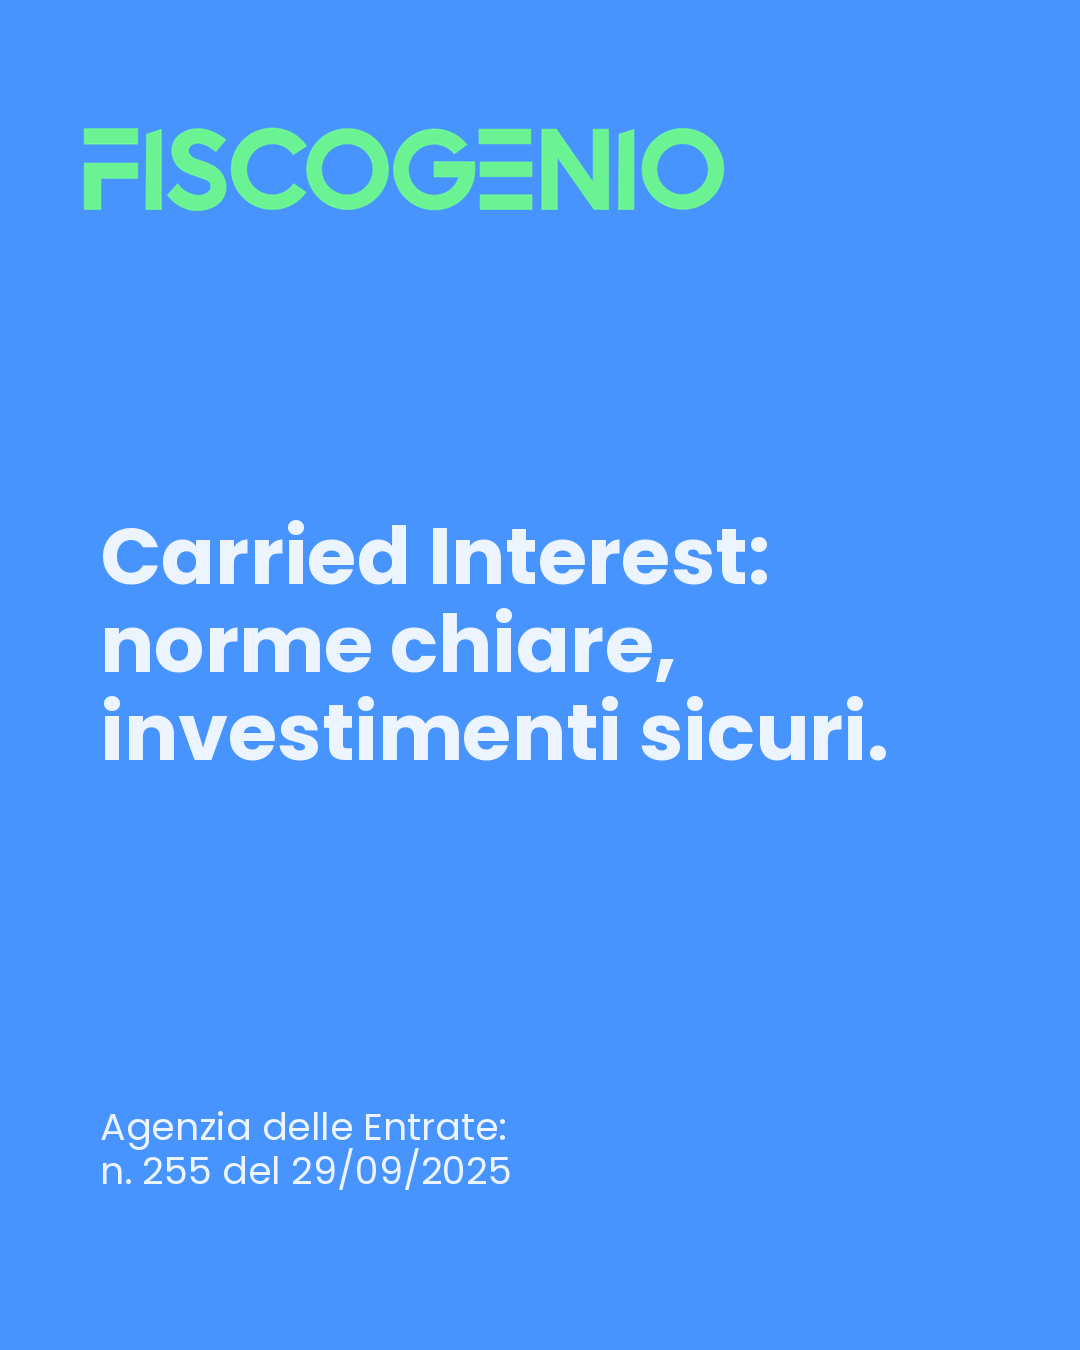 FISCOGENIO
Carried Interest:
norme chiare,
investimenti sicuri.
Agenzia delle Entrate:
n. 255 del 29/09/2025